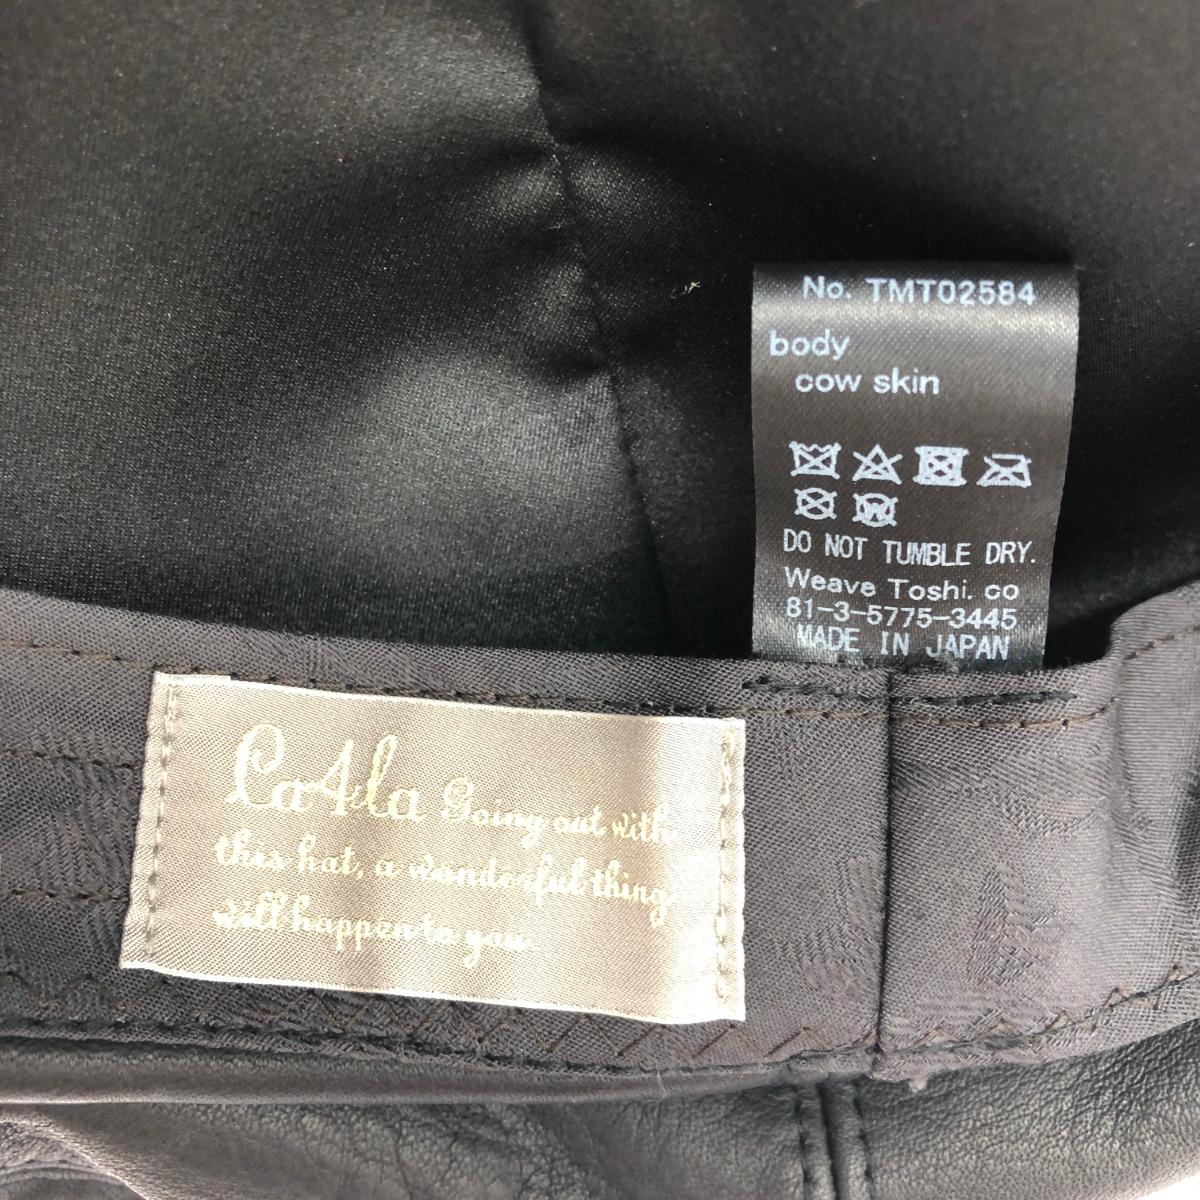 No. TMT02584
body
cow skin
DO NOT TUMBLE DRY.
Weave Toshi. co
81-3-5775-3445
MADE IN JAPAN
La4la Going out with
this hat, a wonderful thing
will happen to you.